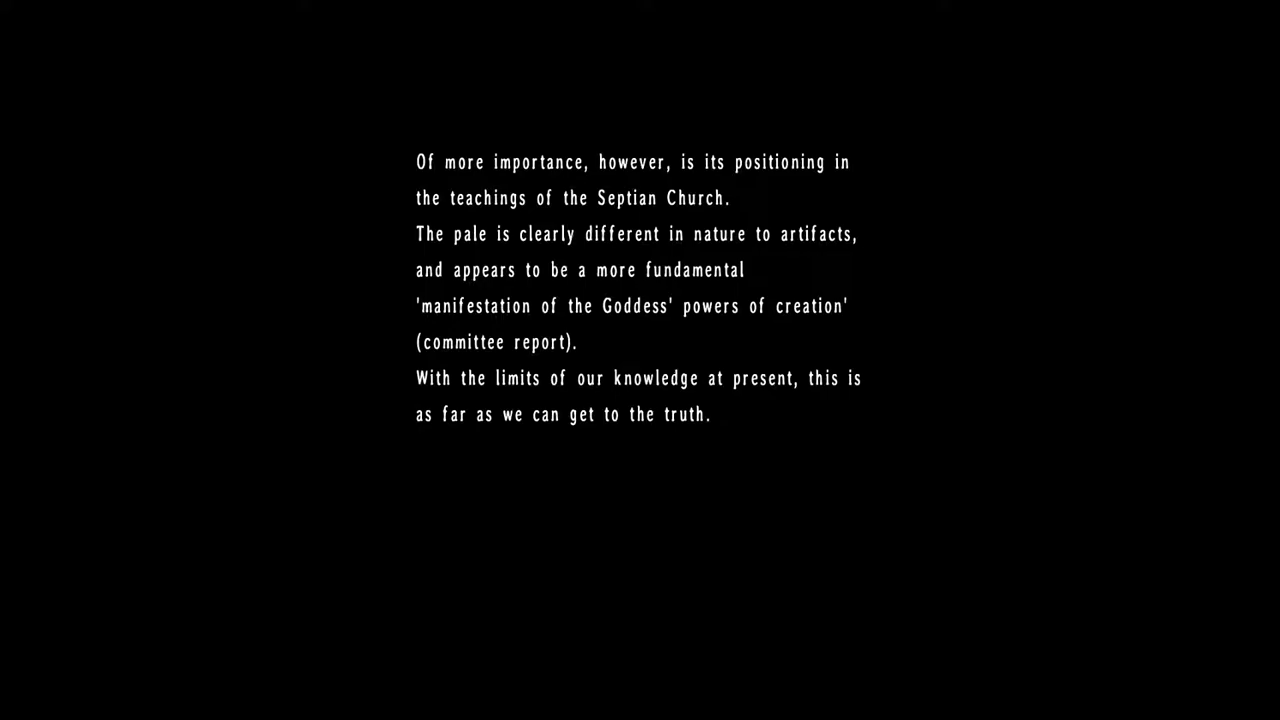 Of more importance, however, is its positioning in
the teachings of the Septian Church.
The pale is clearly different in nature to artifacts,
and appears to be a more fundamental
'manifestation of the Goddess' powers of creation'
(committee report).
With the limits of our knowledge at present, this is
as far as we can get to the truth.